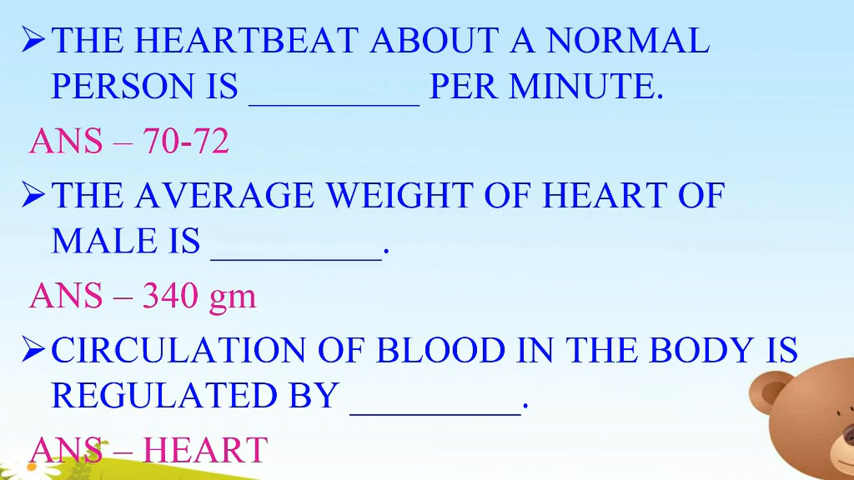 ➢THE HEARTBEAT ABOUT A NORMAL
PERSON IS _________ PER MINUTE.
ANS – 70-72
➢THE AVERAGE WEIGHT OF HEART OF
MALE IS _________.
ANS – 340 gm
➢CIRCULATION OF BLOOD IN THE BODY IS
REGULATED BY _________.
ANS – HEART